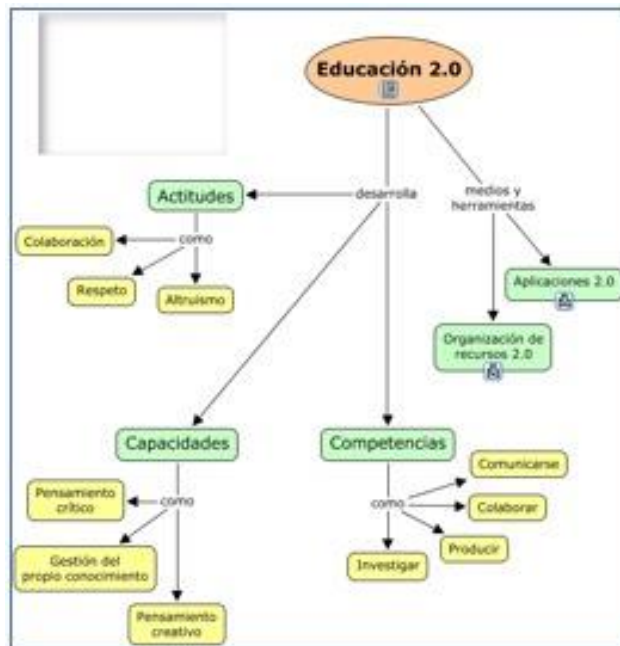 Educación 2.0
desarrolla
medios y
herramientas
Actitudes
como
Colaboración
Respeto
Altruismo
Aplicaciones 2.0
Organización de
recursos 2.0
Capacidades
como
Pensamiento
crítico
Gestión del
propio conocimiento
Pensamiento
creativo
Competencias
como
Comunicarse
Colaborar
Producir
Investigar